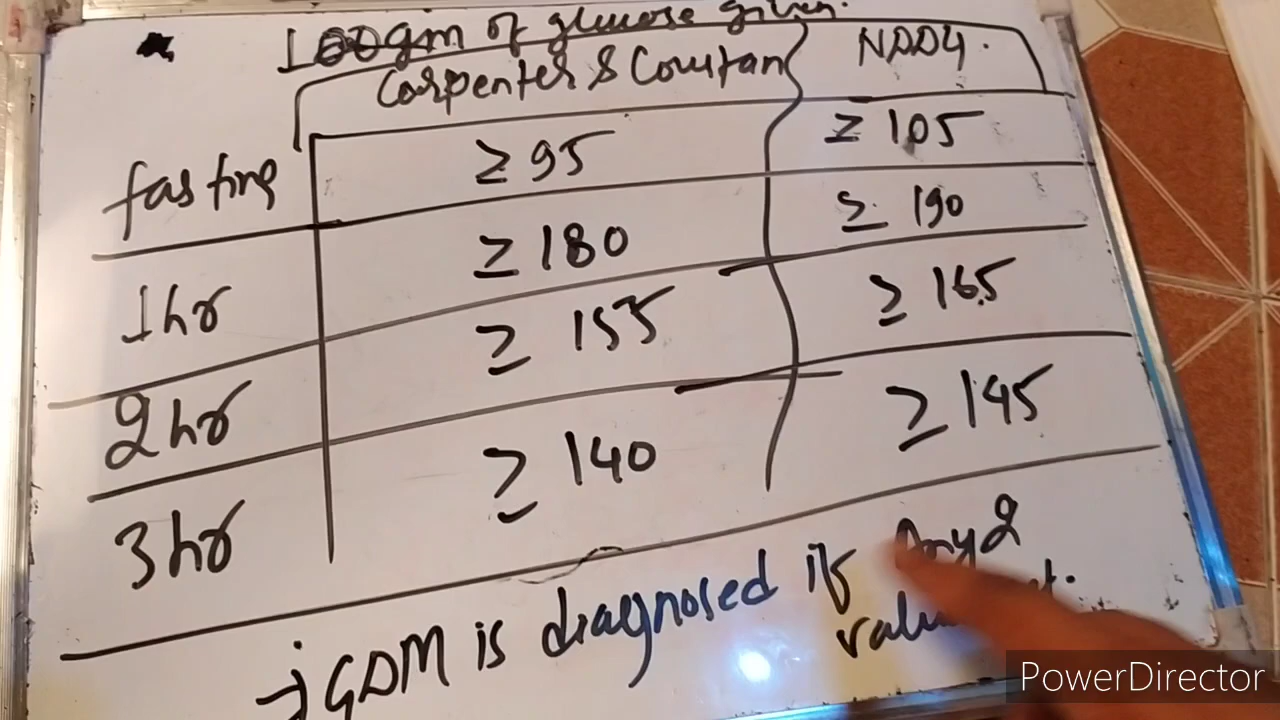 100gm of glucose given.
Carpenter & Coustan NDDG.
fasting ≥ 95 ≥ 105
1hr ≥ 180 ≥ 190
2hr ≥ 155 ≥ 165
3hr ≥ 140 ≥ 145
→ GDM is diagnosed if Any 2
PowerDirector